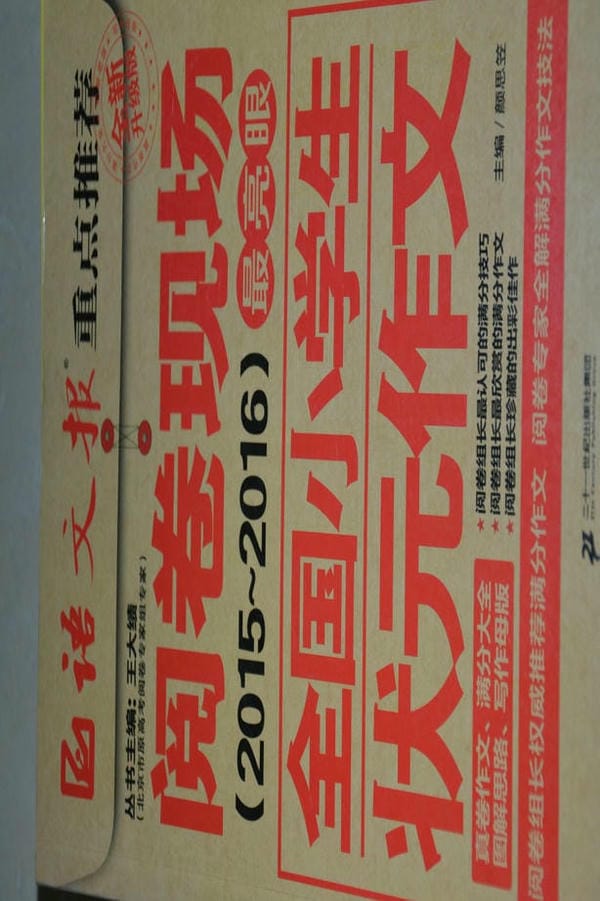 语文报® 重点推荐
全新
升级版
丛书主编：王大绩
（北京市原高考阅卷专家组专家）
阅卷现场
（2015~2016）最亮眼
全国小学生
状元作文
主编/颜思笠
真卷作文、满分大全
图解思路、写作母版
★阅卷组长最认可的满分技巧
★阅卷组长最欣赏的满分作文
★阅卷组长珍藏的出彩佳作
阅卷组长权威推荐满分作文 阅卷专家全解满分作文技法
二十一世纪出版社集团
21st Century Publishing Group